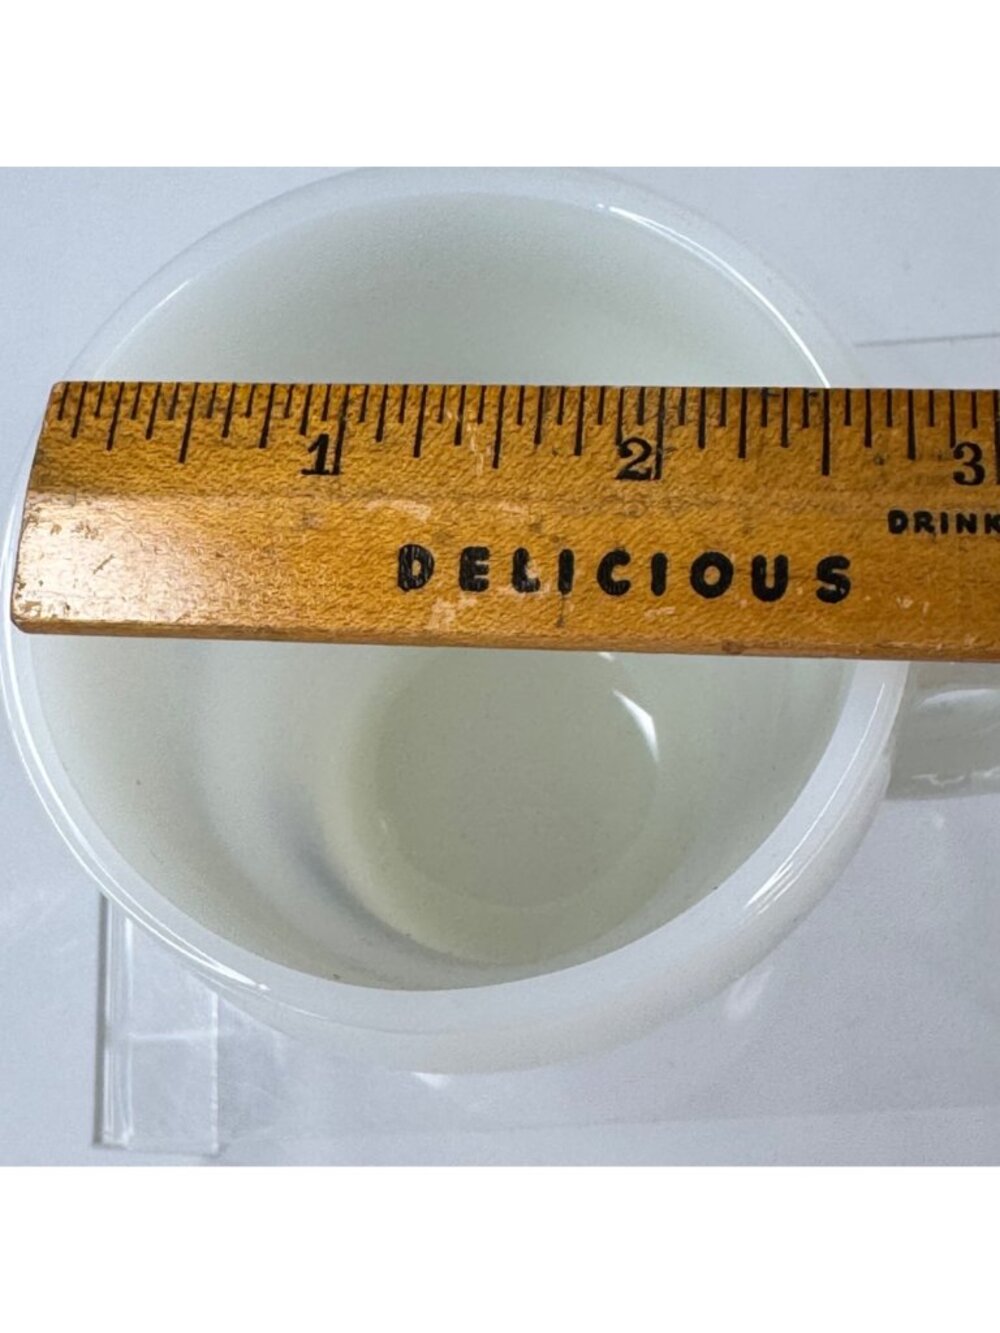 1 2 3
DRINK
DELICIOUS